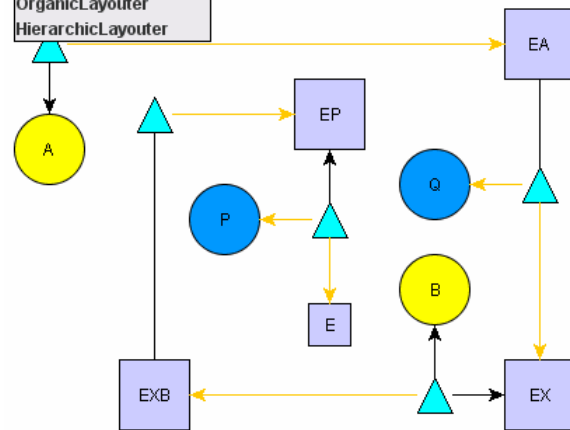 OrganicLayouter
HierarchicLayouter
EA
EP
A
Q
P
B
E
EXB
EX